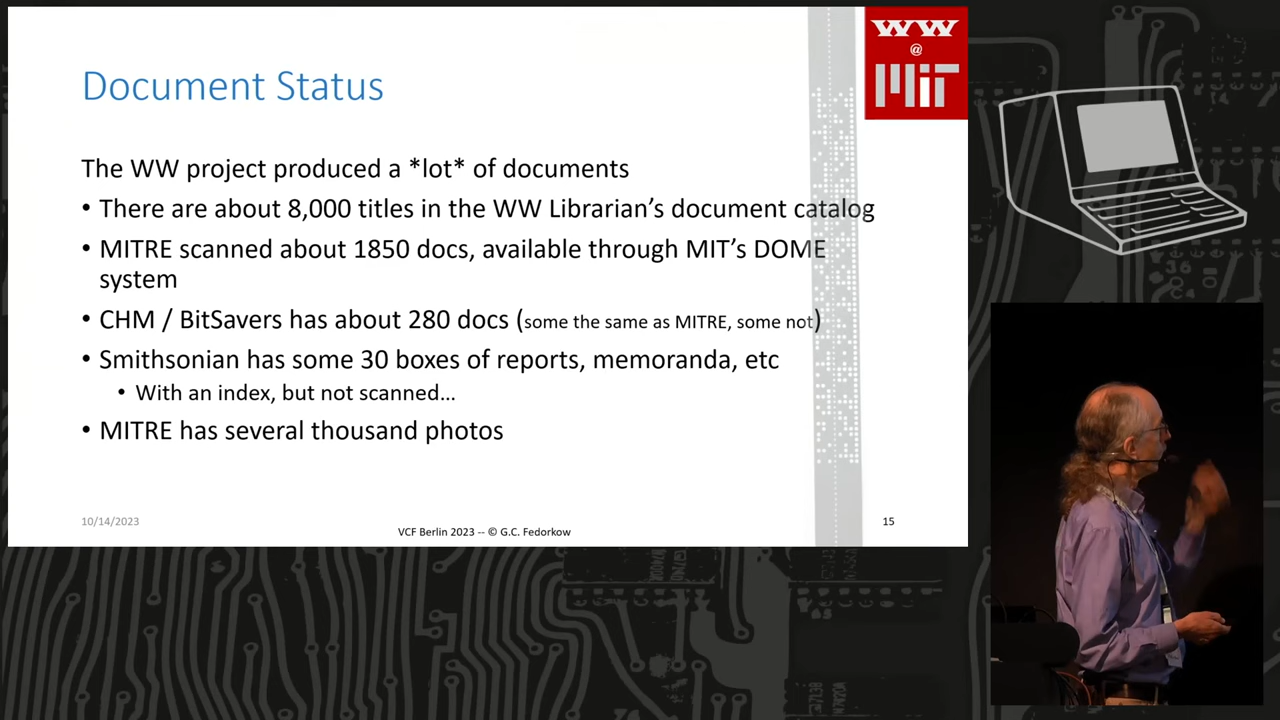 WW
@
MIT
Document Status
The WW project produced a *lot* of documents
• There are about 8,000 titles in the WW Librarian's document catalog
• MITRE scanned about 1850 docs, available through MIT's DOME
system
• CHM / BitSavers has about 280 docs (some the same as MITRE, some not)
• Smithsonian has some 30 boxes of reports, memoranda, etc
• With an index, but not scanned…
• MITRE has several thousand photos
10/14/2023
VCF Berlin 2023 -- © G.C. Fedorkow
15